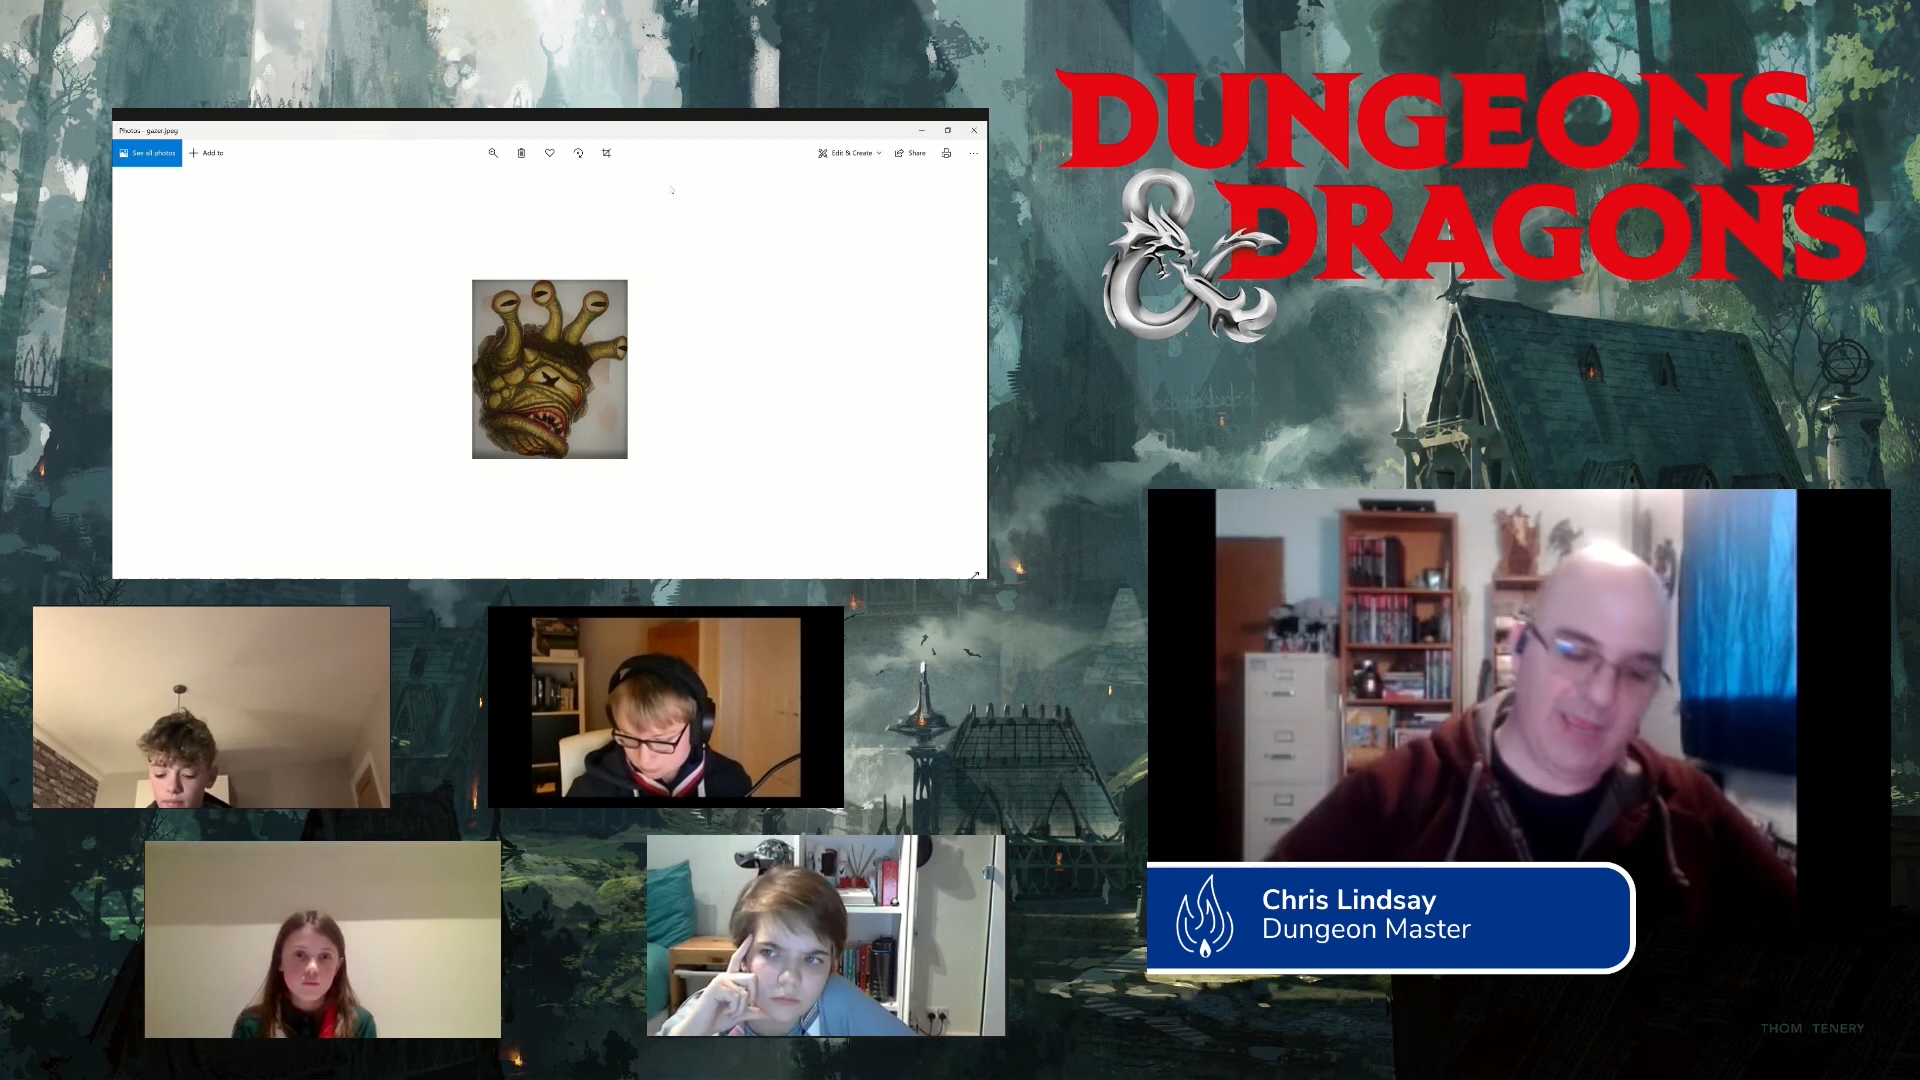 DUNGEONS
& DRAGONS
Photos - gazer.jpeg
See all photos
Add to
Edit & Create
Share
Chris Lindsay
Dungeon Master
THOM TENERY